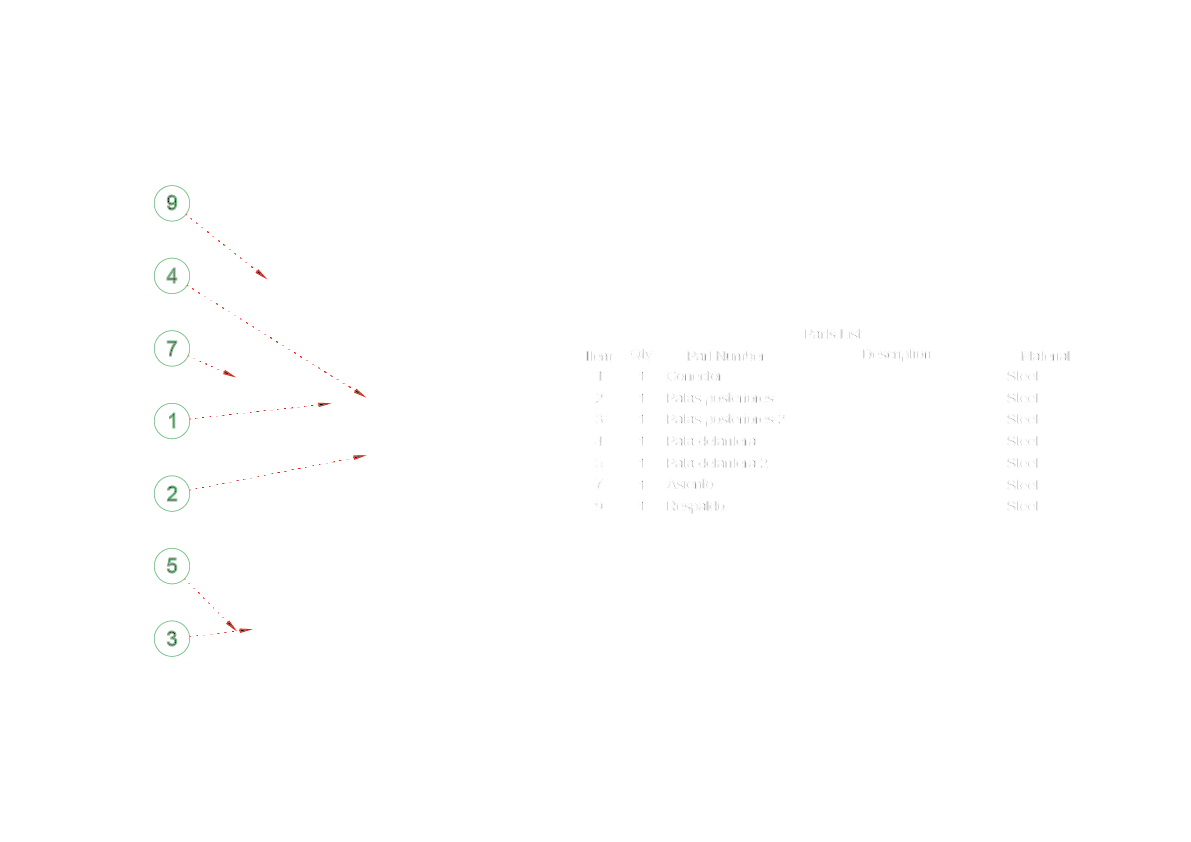 9
4
7
1
2
5
3
Parts List
Item Qty Part Number Description Material
1 1 Conector Steel
2 1 Patas posteriores Steel
3 1 Patas posteriores 2 Steel
4 1 Pata delantera Steel
5 1 Pata delantera 2 Steel
7 1 Asiento Steel
9 1 Respaldo Steel